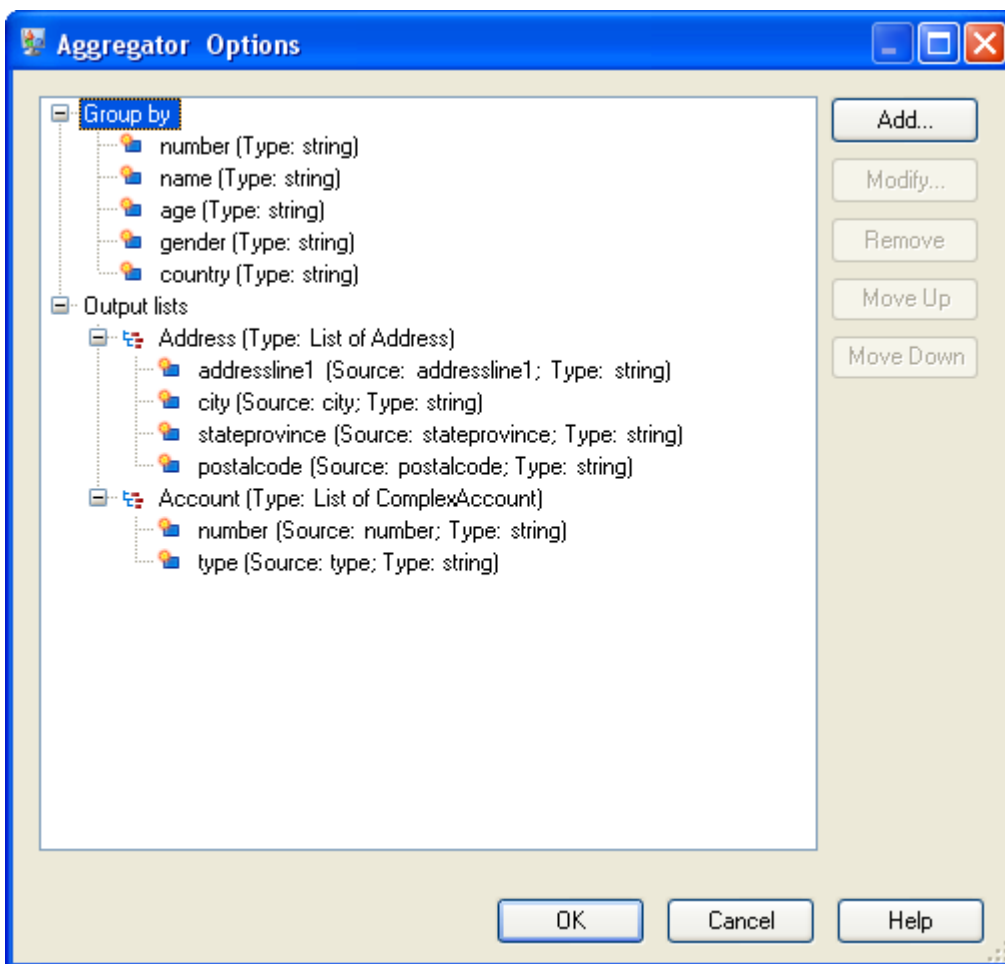 Aggregator Options
Group by
number (Type: string)
name (Type: string)
age (Type: string)
gender (Type: string)
country (Type: string)
Output lists
Address (Type: List of Address)
addressline1 (Source: addressline1; Type: string)
city (Source: city; Type: string)
stateprovince (Source: stateprovince; Type: string)
postalcode (Source: postalcode; Type: string)
Account (Type: List of ComplexAccount)
number (Source: number; Type: string)
type (Source: type; Type: string)
Add...
Modify...
Remove
Move Up
Move Down
OK
Cancel
Help